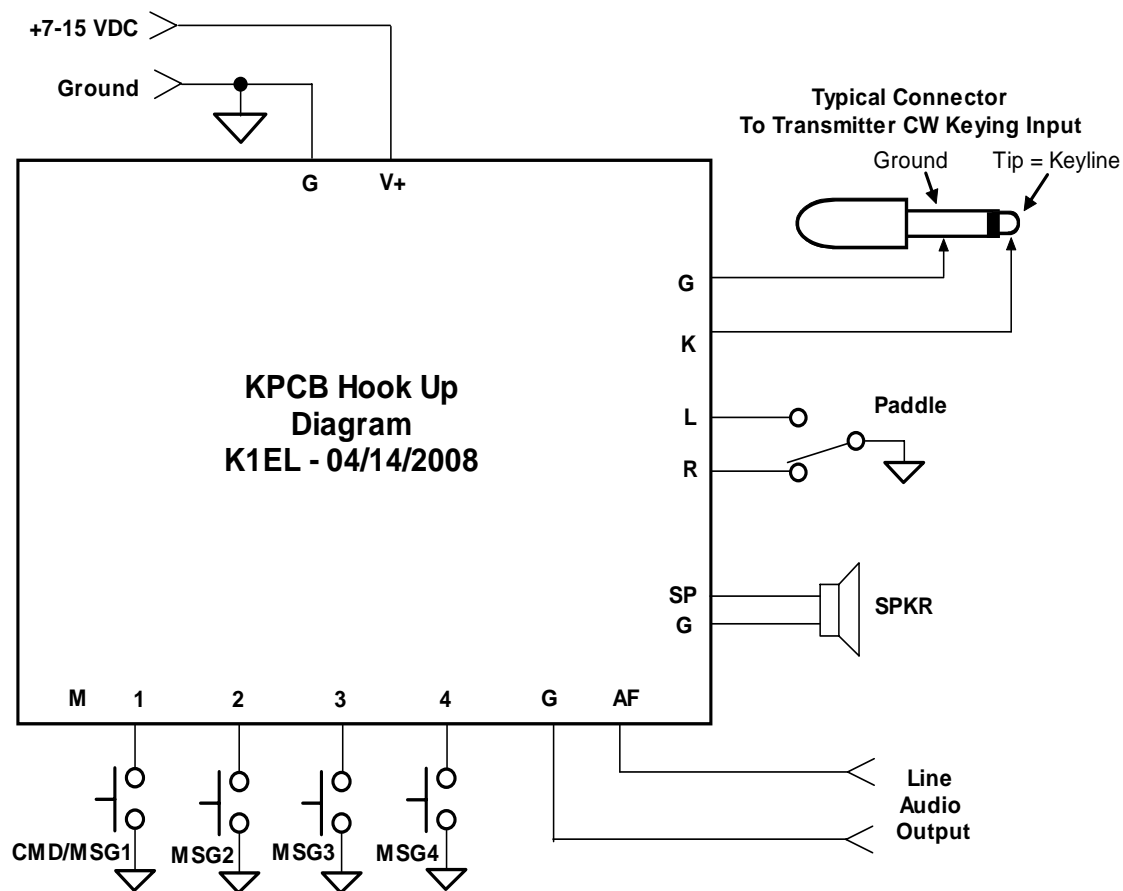 +7-15 VDC
Ground
Typical Connector
To Transmitter CW Keying Input
Ground
Tip = Keyline
G
V+
G
K
KPCB Hook Up
Diagram
K1EL - 04/14/2008
L
Paddle
R
SP
G
SPKR
M
1
2
3
4
G
AF
Line
Audio
Output
CMD/MSG1
MSG2
MSG3
MSG4